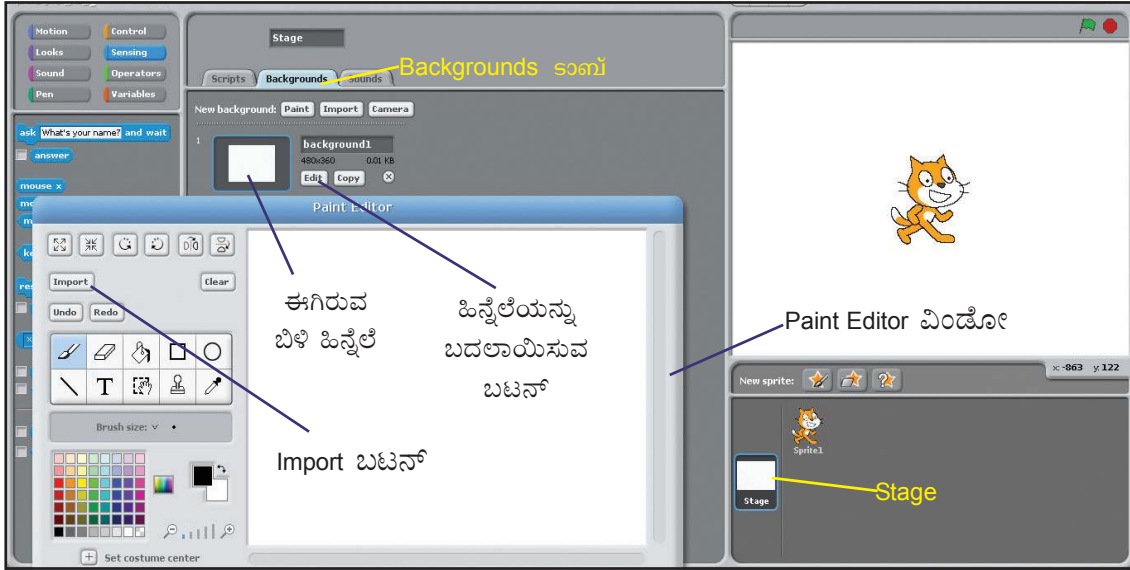 Motion Control
Looks Sensing
Sound Operators
Pen Variables
Stage
Scripts Backgrounds Sounds
Backgrounds ടാബ്
New background: Paint Import Camera
1
background1
480x360 0.01 KB
Edit Copy
ask What's your name? and wait
answer
mouse x
Paint Editor
Import Clear
Undo Redo
T
Brush size:
Set costume center
ಈಗಿರುವ
ಬಿಳಿ ಹಿನ್ನೆಲೆ
ಹಿನ್ನೆಲೆಯನ್ನು
ಬದಲಾಯಿಸುವ
ಬಟನ್
Import ಬಟನ್
Paint Editor ವಿಂಡೋ
x: -863 y: 122
New sprite:
Sprite1
Stage
Stage